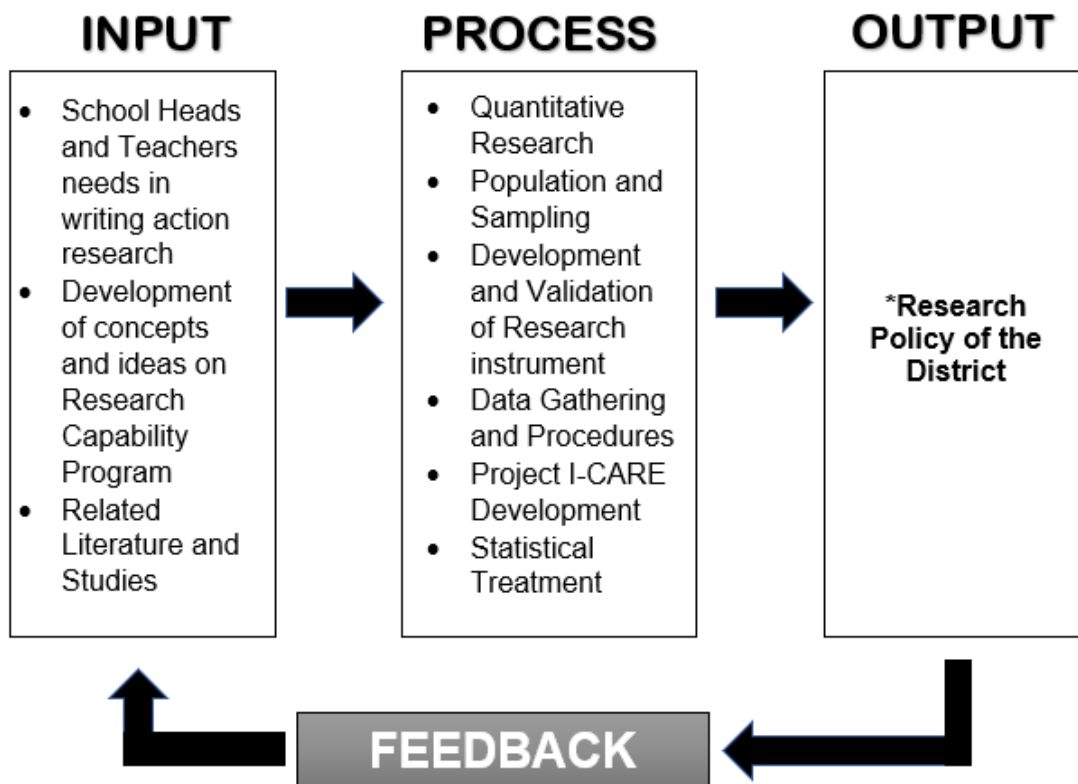 INPUT
• School Heads
and Teachers
needs in
writing action
research
• Development
of concepts
and ideas on
Research
Capability
Program
• Related
Literature and
Studies
PROCESS
• Quantitative
Research
• Population and
Sampling
• Development
and Validation
of Research
instrument
• Data Gathering
and Procedures
• Project I-CARE
Development
• Statistical
Treatment
OUTPUT
*Research
Policy of the
District
FEEDBACK